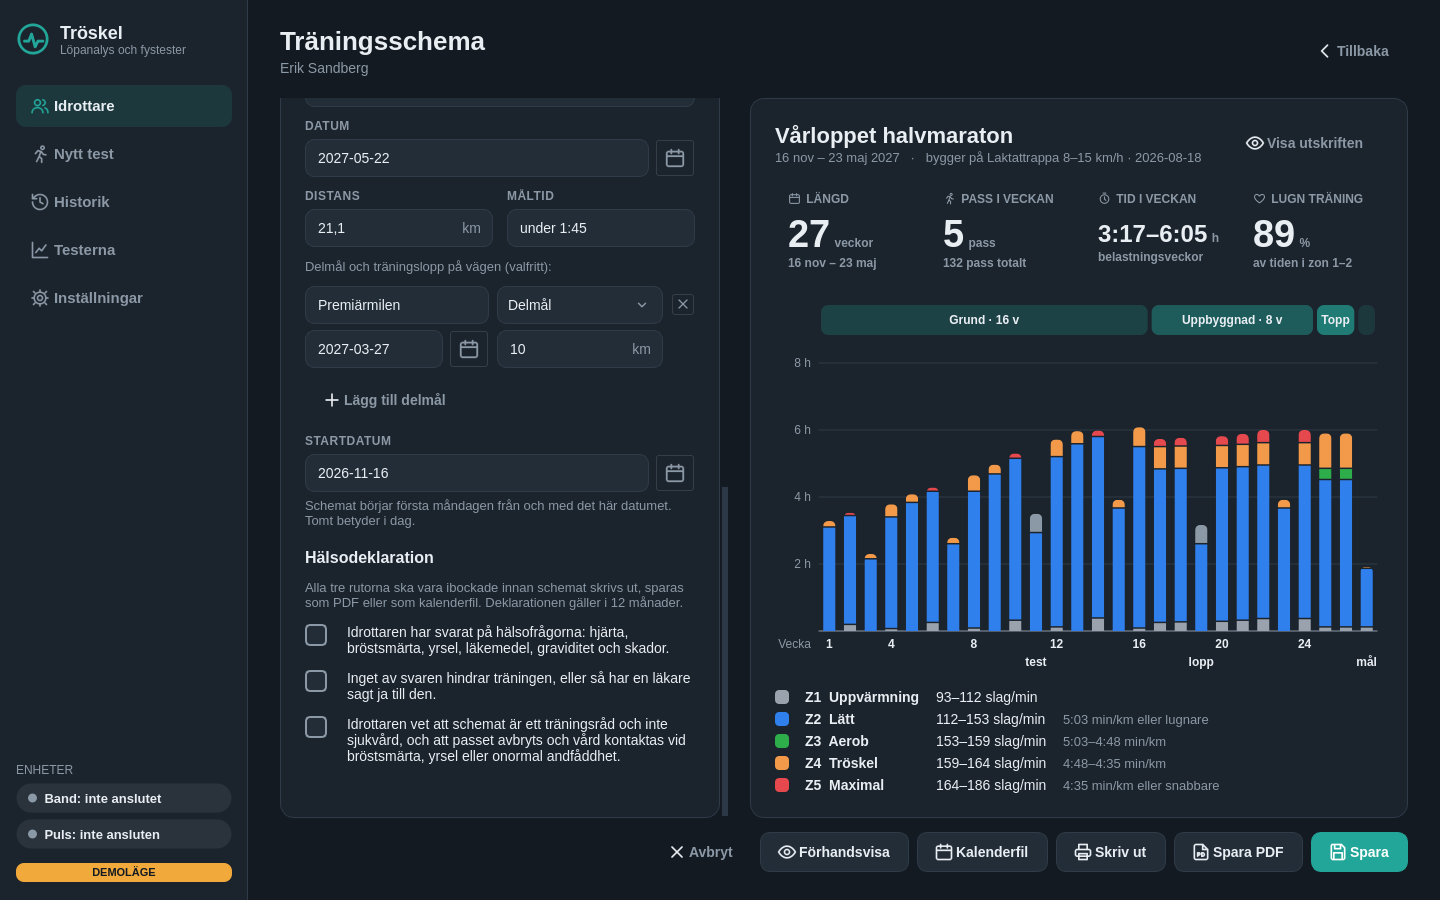 Tröskel
Löpanalys och fystester
Idrottare
Nytt test
Historik
Testerna
Inställningar
ENHETER
Band: inte anslutet
Puls: inte ansluten
DEMOLÄGE
Träningsschema
Erik Sandberg
Tillbaka
DATUM
2027-05-22
DISTANS
MÅLTID
21,1 km
under 1:45
Delmål och träningslopp på vägen (valfritt):
Premiärmilen
Delmål
2027-03-27
10 km
Lägg till delmål
STARTDATUM
2026-11-16
Schemat börjar första måndagen från och med det här datumet.
Tomt betyder i dag.
Hälsodeklaration
Alla tre rutorna ska vara ibockade innan schemat skrivs ut, sparas
som PDF eller som kalenderfil. Deklarationen gäller i 12 månader.
Idrottaren har svarat på hälsofrågorna: hjärta,
bröstsmärta, yrsel, läkemedel, graviditet och skador.
Inget av svaren hindrar träningen, eller så har en läkare
sagt ja till den.
Idrottaren vet att schemat är ett träningsråd och inte
sjukvård, och att passet avbryts och vård kontaktas vid
bröstsmärta, yrsel eller onormal andfåddhet.
Vårloppet halvmaraton
16 nov – 23 maj 2027 · bygger på Laktattrappa 8–15 km/h · 2026-08-18
Visa utskriften
LÄNGD
27 veckor
16 nov – 23 maj
PASS I VECKAN
5 pass
132 pass totalt
TID I VECKAN
3:17–6:05 h
belastningsveckor
LUGN TRÄNING
89 %
av tiden i zon 1–2
Grund · 16 v
Uppbyggnad · 8 v
Topp
8 h
6 h
4 h
2 h
Vecka 1 4 8 12 16 20 24
test lopp mål
Z1 Uppvärmning 93–112 slag/min
Z2 Lätt 112–153 slag/min 5:03 min/km eller lugnare
Z3 Aerob 153–159 slag/min 5:03–4:48 min/km
Z4 Tröskel 159–164 slag/min 4:48–4:35 min/km
Z5 Maximal 164–186 slag/min 4:35 min/km eller snabbare
Avbryt
Förhandsvisa
Kalenderfil
Skriv ut
Spara PDF
Spara